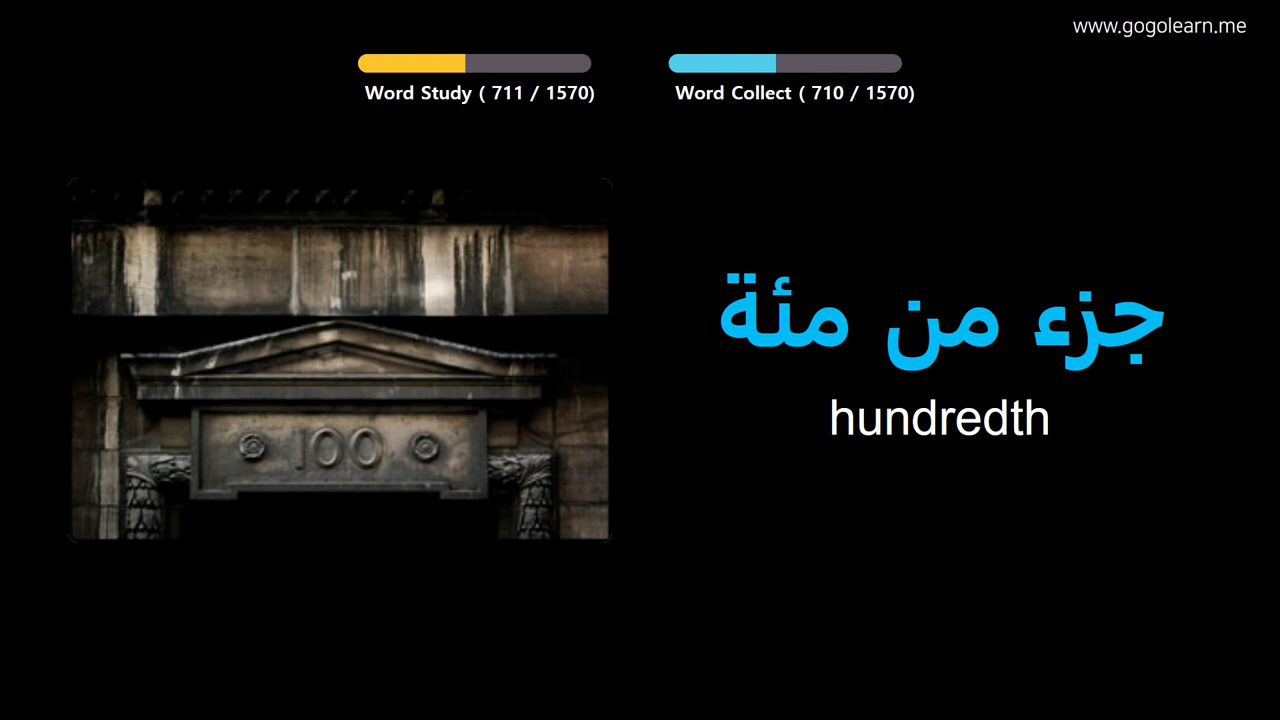 www.gogolearn.me
Word Study ( 711 / 1570)
Word Collect ( 710 / 1570)
100
جزء من مئة
hundredth